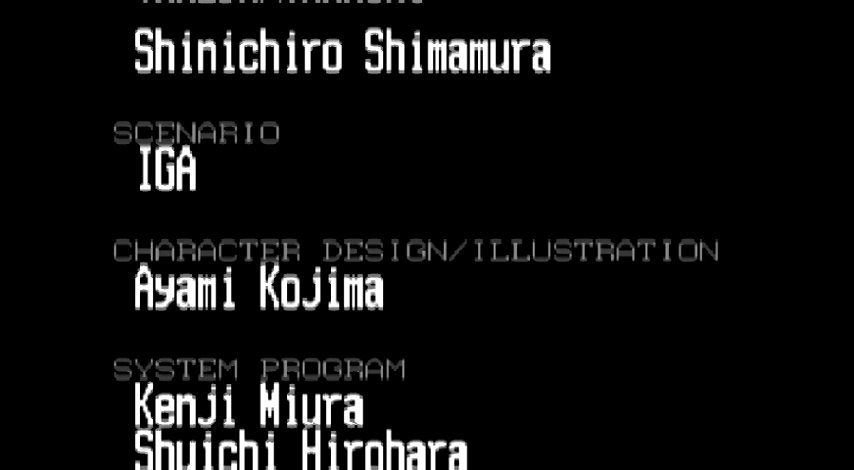 Shinichiro Shimamura
SCENARIO
IGA
CHARACTER DESIGN/ILLUSTRATION
Ayami Kojima
SYSTEM PROGRAM
Kenji Miura
Shuichi Hirohara